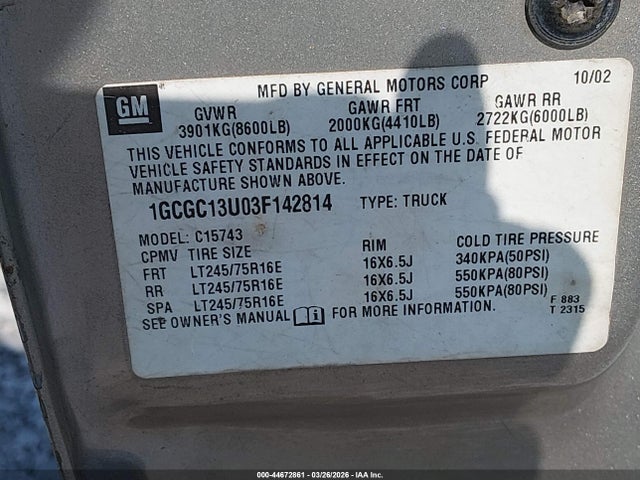 MFD BY GENERAL MOTORS CORP 10/02
GM
GVWR GAWR FRT GAWR RR
3901KG(8600LB) 2000KG(4410LB) 2722KG(6000LB)
THIS VEHICLE CONFORMS TO ALL APPLICABLE U.S. FEDERAL MOTOR
VEHICLE SAFETY STANDARDS IN EFFECT ON THE DATE OF
MANUFACTURE SHOWN ABOVE.
1GCGC13U03F142814 TYPE: TRUCK
MODEL: C15743
CPMV TIRE SIZE RIM COLD TIRE PRESSURE
FRT LT245/75R16E 16X6.5J 340KPA(50PSI)
RR LT245/75R16E 16X6.5J 550KPA(80PSI)
SPA LT245/75R16E 16X6.5J 550KPA(80PSI)
SEE OWNER'S MANUAL i FOR MORE INFORMATION.
F 883
T 2315
000-44672861 - 03/26/2026 - IAA Inc.